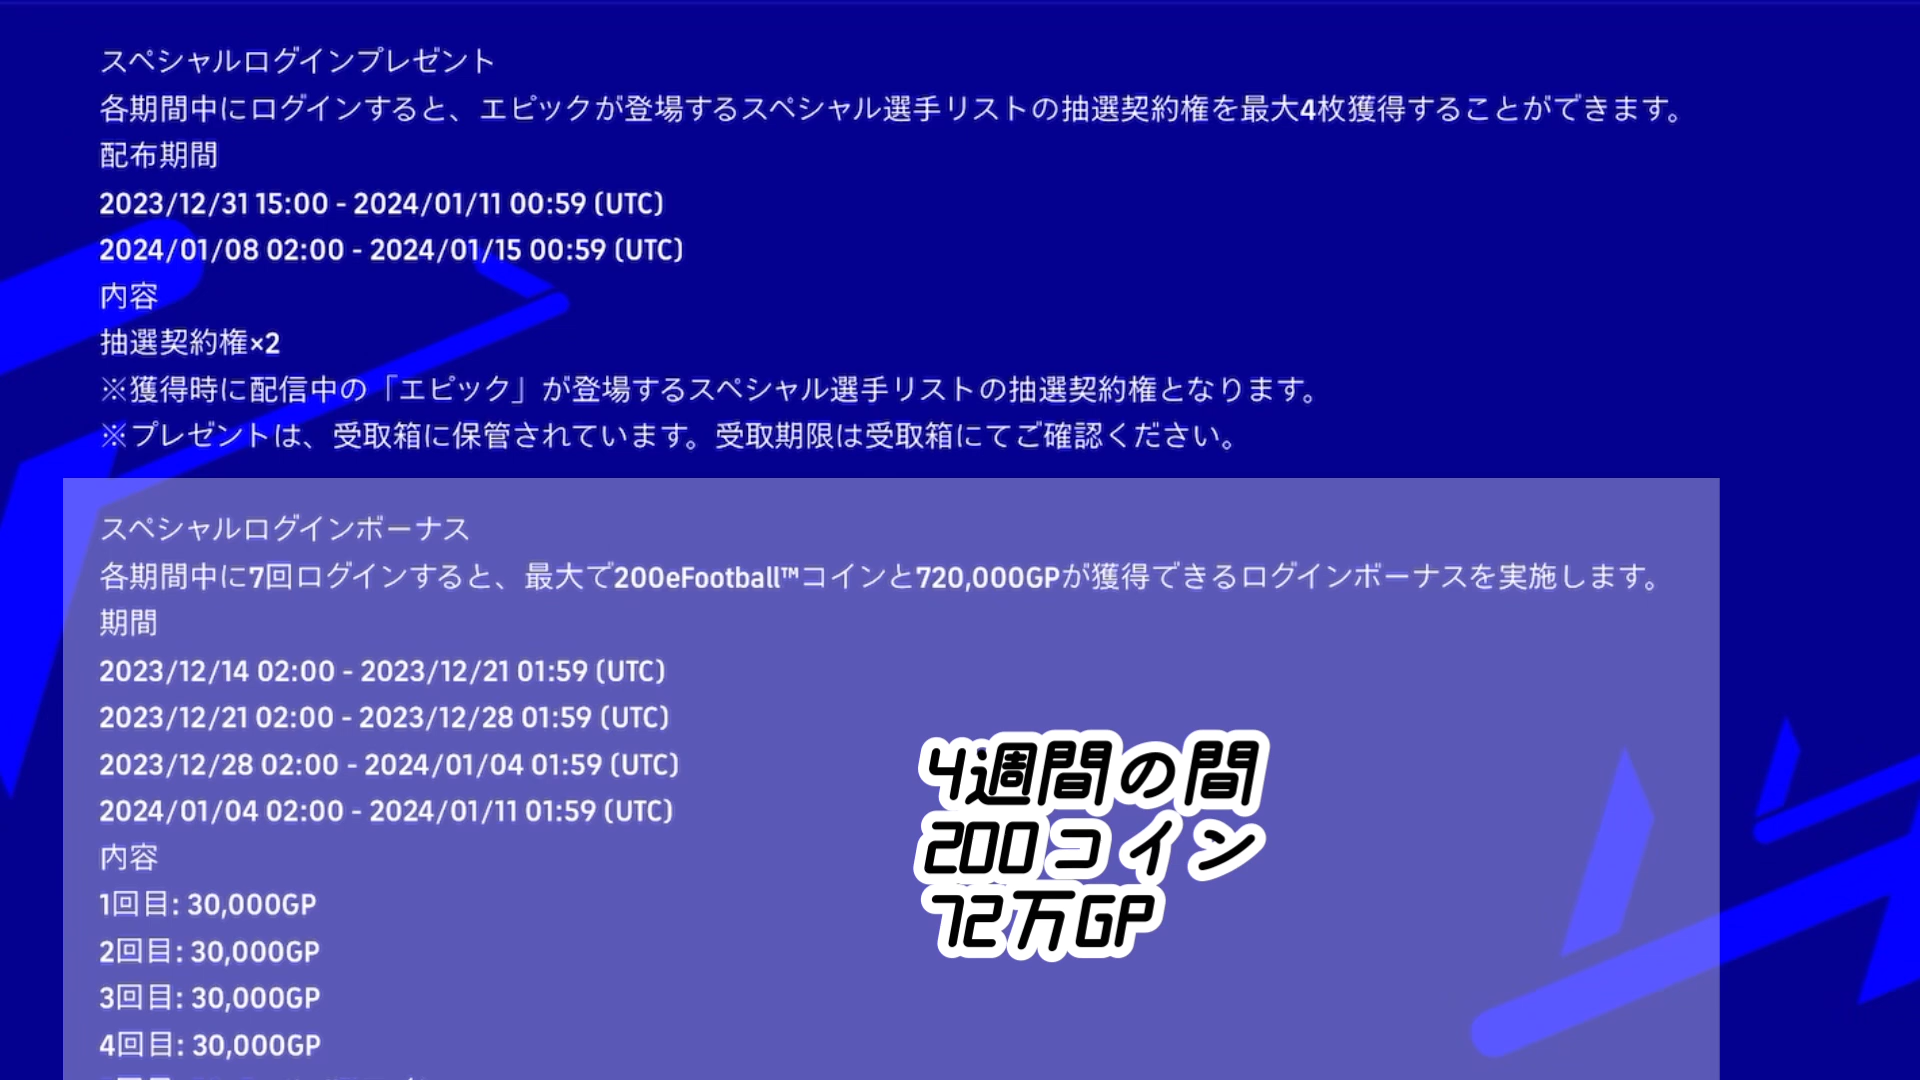 スペシャルログインプレゼント
各期間中にログインすると、エピックが登場するスペシャル選手リストの抽選契約権を最大4枚獲得することができます。
配布期間
2023/12/31 15:00 - 2024/01/11 00:59 (UTC)
2024/01/08 02:00 - 2024/01/15 00:59 (UTC)
内容
抽選契約権×2
※獲得時に配信中の「エピック」が登場するスペシャル選手リストの抽選契約権となります。
※プレゼントは、受取箱に保管されています。受取期限は受取箱にてご確認ください。
スペシャルログインボーナス
各期間中に7回ログインすると、最大で200eFootball™コインと720,000GPが獲得できるログインボーナスを実施します。
期間
2023/12/14 02:00 - 2023/12/21 01:59 (UTC)
2023/12/21 02:00 - 2023/12/28 01:59 (UTC)
2023/12/28 02:00 - 2024/01/04 01:59 (UTC)
2024/01/04 02:00 - 2024/01/11 01:59 (UTC)
内容
1回目: 30,000GP
2回目: 30,000GP
3回目: 30,000GP
4回目: 30,000GP
4週間の間
200コイン
72万GP